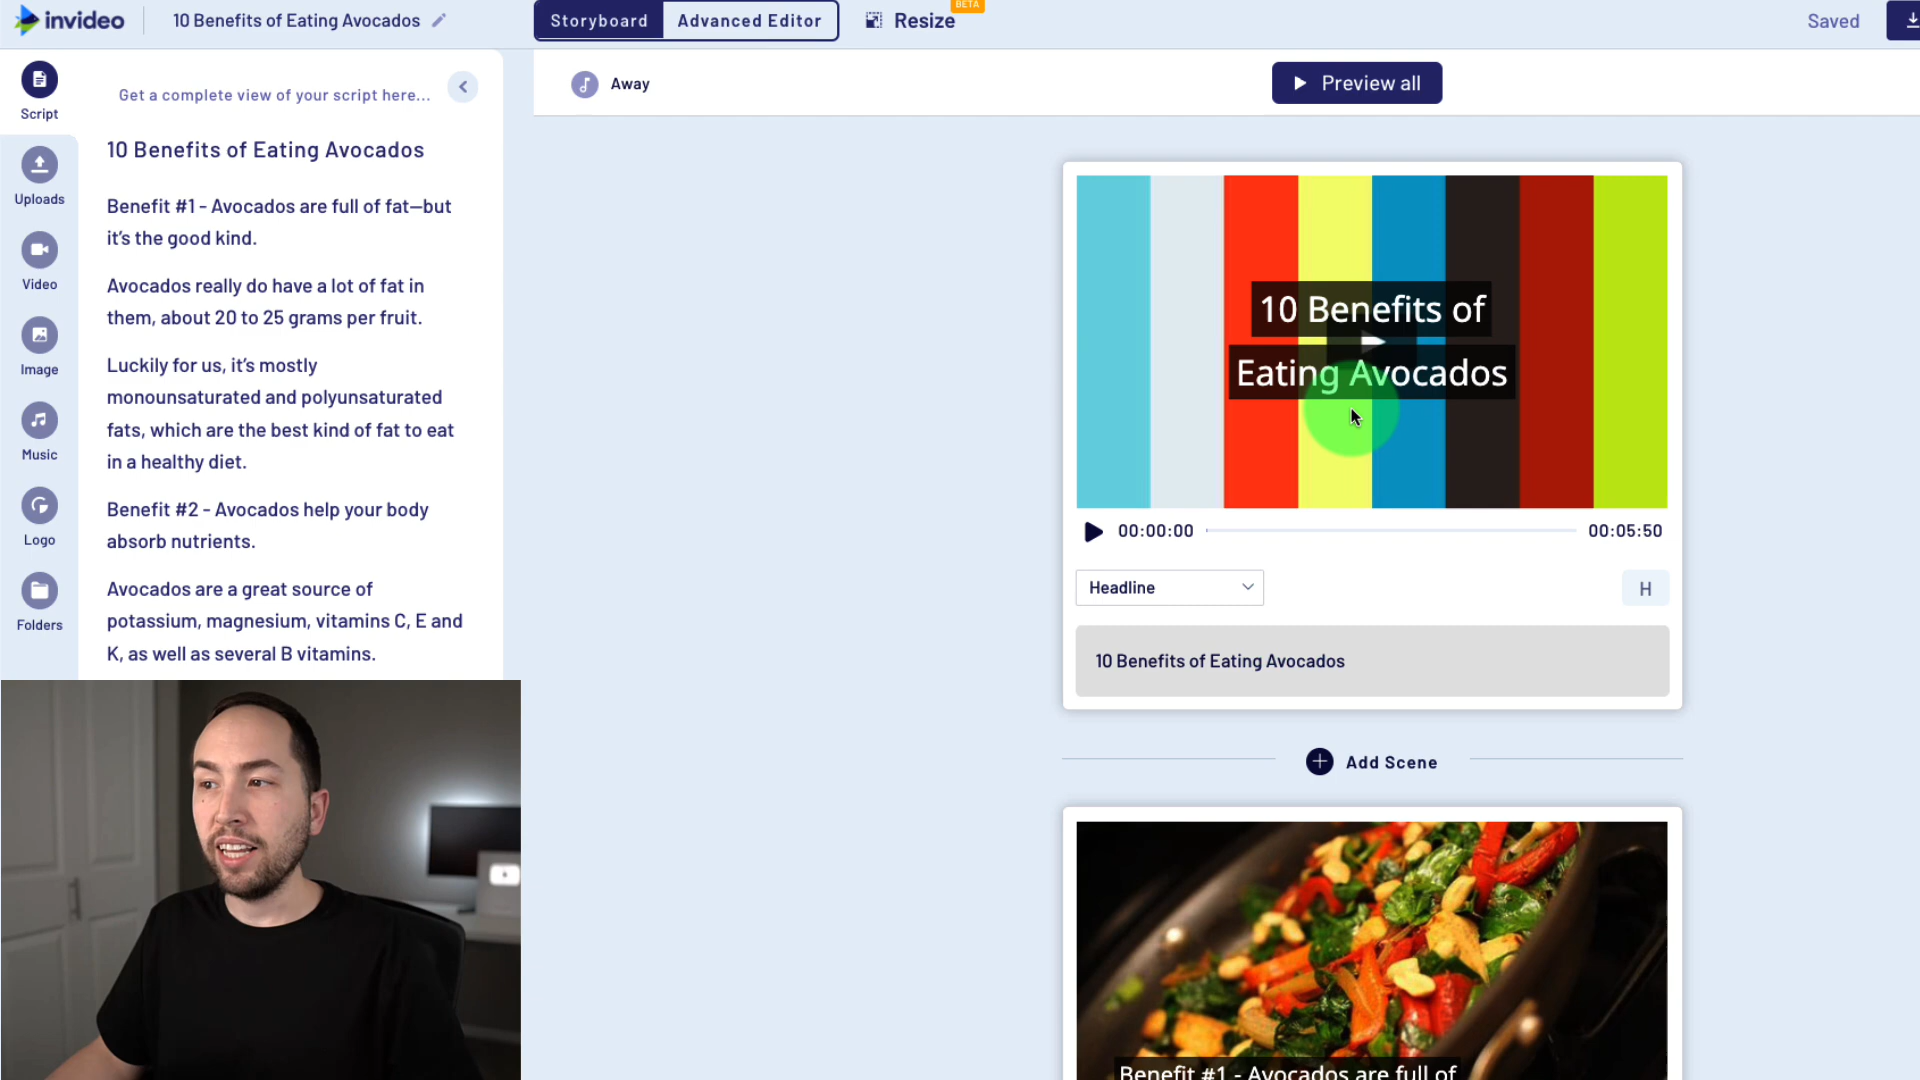 invideo
10 Benefits of Eating Avocados
Storyboard
Advanced Editor
Resize
BETA
Saved
Script
Uploads
Video
Image
Music
Logo
Folders
Get a complete view of your script here...
10 Benefits of Eating Avocados
Benefit #1 - Avocados are full of fat—but
it's the good kind.
Avocados really do have a lot of fat in
them, about 20 to 25 grams per fruit.
Luckily for us, it's mostly
monounsaturated and polyunsaturated
fats, which are the best kind of fat to eat
in a healthy diet.
Benefit #2 - Avocados help your body
absorb nutrients.
Avocados are a great source of
potassium, magnesium, vitamins C, E and
K, as well as several B vitamins.
Away
Preview all
10 Benefits of
Eating Avocados
00:00:00
00:05:50
Headline
H
10 Benefits of Eating Avocados
Add Scene
Benefit #1 - Avocados are full of